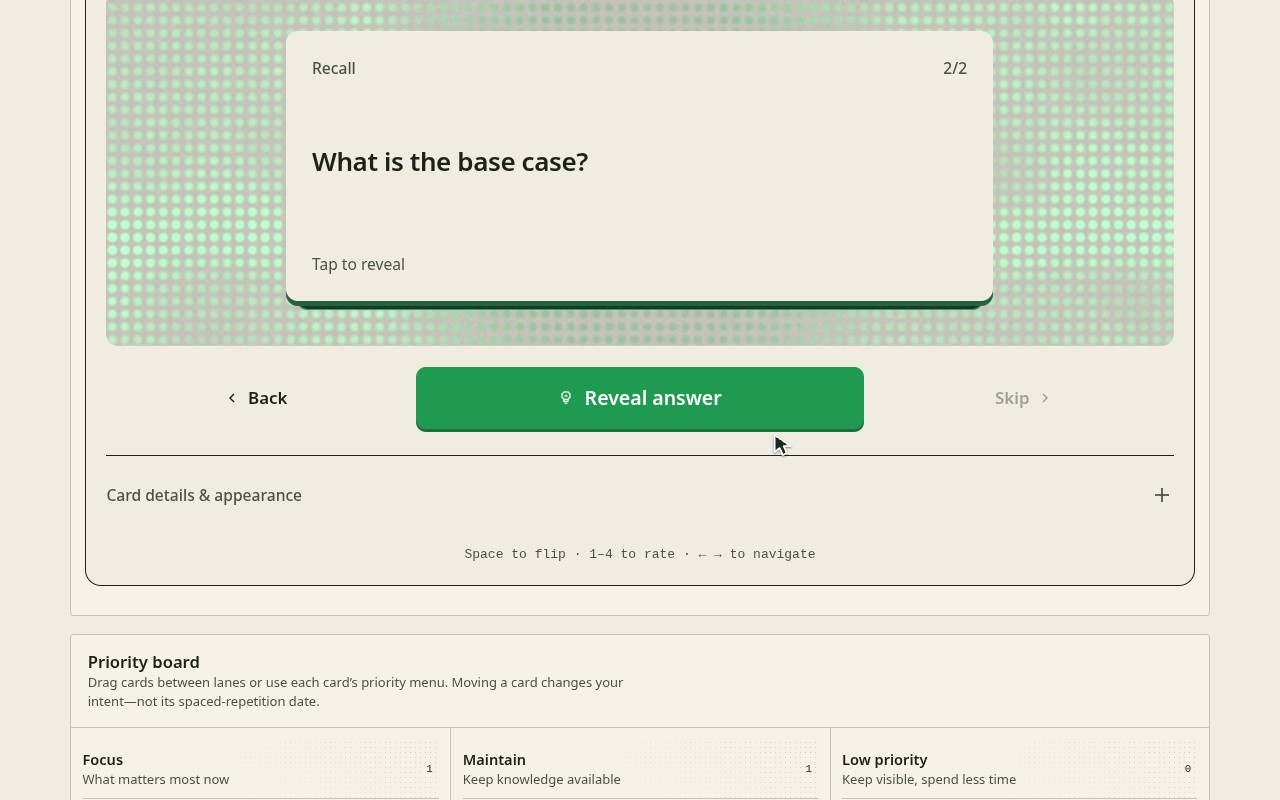 Recall
2/2
What is the base case?
Tap to reveal
Back
Reveal answer
Skip
Card details & appearance
Space to flip · 1–4 to rate · ← → to navigate
Priority board
Drag cards between lanes or use each card’s priority menu. Moving a card changes your
intent—not its spaced-repetition date.
Focus
What matters most now
1
Maintain
Keep knowledge available
1
Low priority
Keep visible, spend less time
0